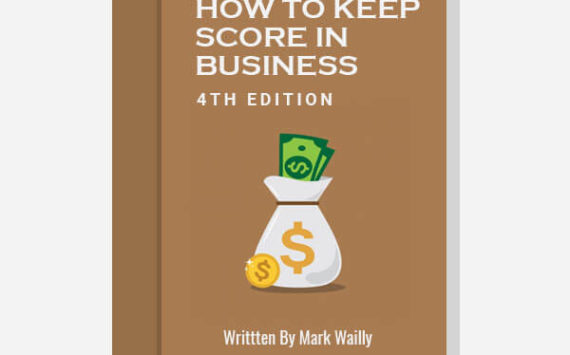 HOW TO KEEP
SCORE IN
BUSINESS
4TH EDITION
$
$
$
Writtten By Mark Wailly